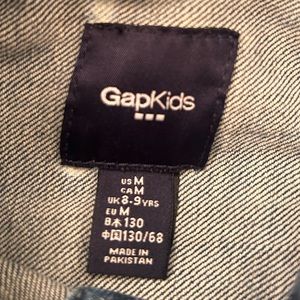 GapKids
US M
CA M
UK 8-9 YRS
EU M
日本 130
中国 130/68
MADE IN
PAKISTAN